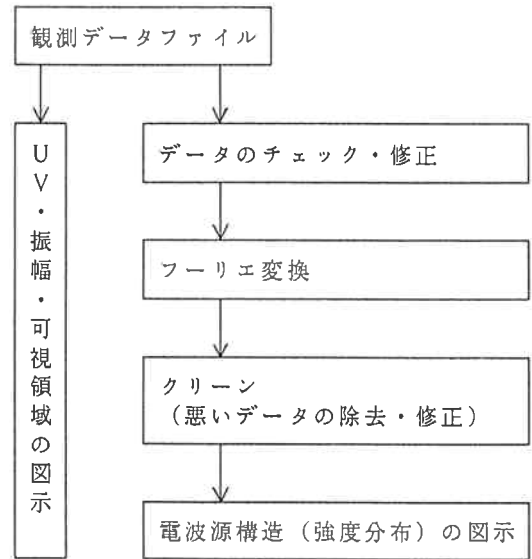 観測データファイル
UV・振幅・可視領域の図示
データのチェック・修正
フーリエ変換
クリーン
(悪いデータの除去・修正)
電波源構造(強度分布)の図示